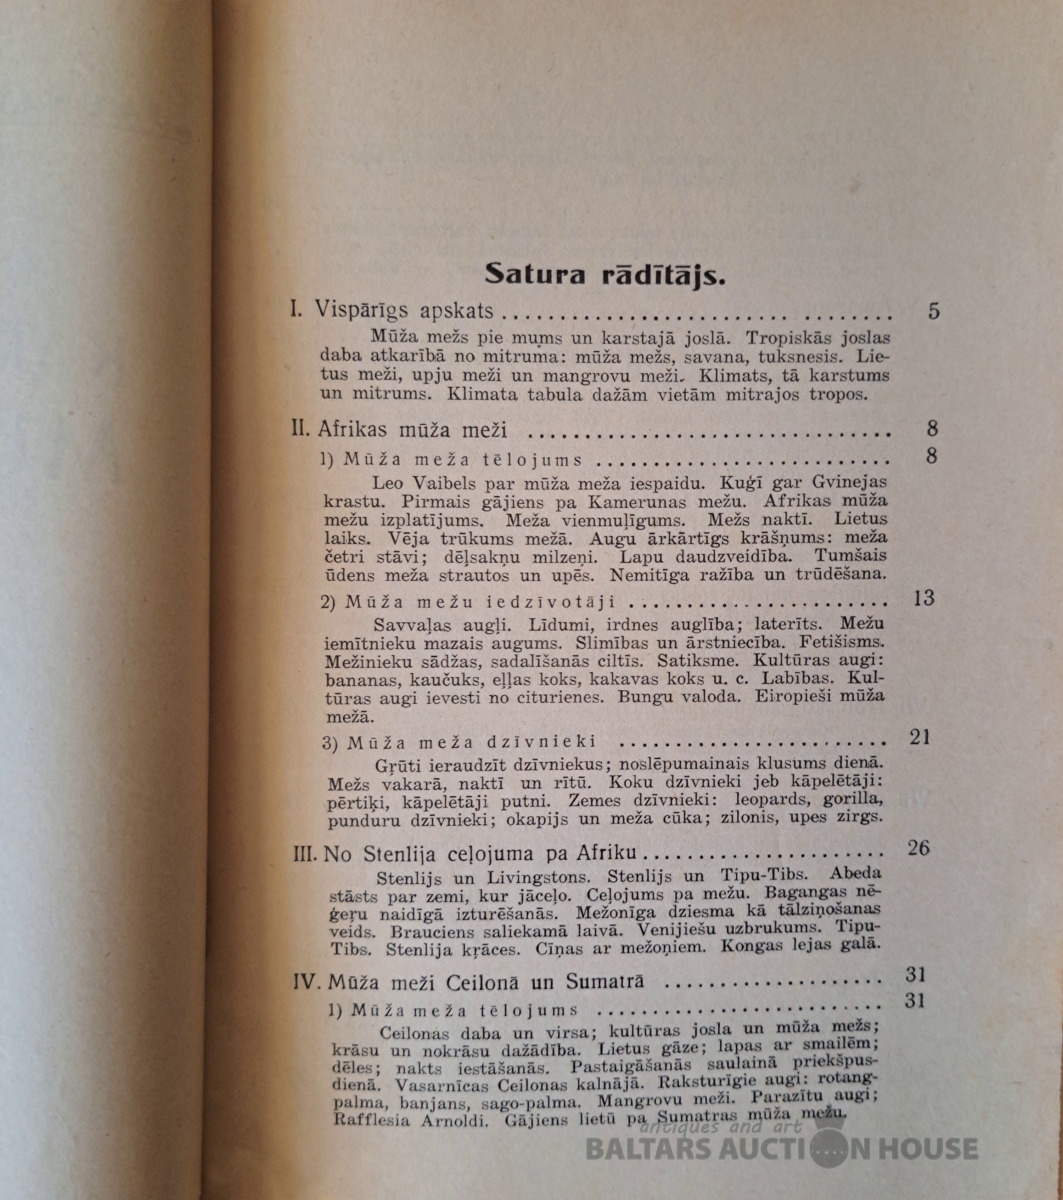 Satura rādītājs.
I. Vispārīgs apskats . . . . . . . . . . . . . . . . . . . . . . . . . . . . . . . . . 5
Mūža mežs pie mums un karstajā joslā. Tropiskās joslas
daba atkarībā no mitruma: mūža mežs, savana, tuksnesis. Lie-
tus meži, upju meži un mangrovu meži. Klimats, tā karstums
un mitrums. Klimata tabula dažām vietām mitrajos tropos.
II. Afrikas mūža meži . . . . . . . . . . . . . . . . . . . . . . . . . . . . . . . 8
1) Mūža meža tēlojums . . . . . . . . . . . . . . . . . . . . . . . . . 8
Leo Vaibels par mūža meža iespaidu. Kuģī gar Gvinejas
krastu. Pirmais gājiens pa Kamerunas mežu. Afrikas mūža
mežu izplatījums. Meža vienmuļīgums. Mežs naktī. Lietus
laiks. Vēja trūkums mežā. Augu ārkārtīgs krāšņums: meža
četri stāvi; dēļsakņu milzeņi. Lapu daudzveidība. Tumšais
ūdens meža strautos un upēs. Nemitīga ražība un trūdēšana.
2) Mūža mežu iedzīvotāji . . . . . . . . . . . . . . . . . . . . . . 13
Savvaļas augļi. Līdumi, irdnes auglība; laterīts. Mežu
iemītnieku mazais augums. Slimības un ārstniecība. Fetišisms.
Mežinieku sādžas, sadalīšanās ciltīs. Satiksme. Kultūras augi:
bananas, kaučuks, eļļas koks, kakavas koks u. c. Labības. Kul-
tūras augi ievesti no citurienes. Bungu valoda. Eiropieši mūža
mežā.
3) Mūža meža dzīvnieki . . . . . . . . . . . . . . . . . . . . . . . 21
Grūti ieraudzīt dzīvniekus; noslēpumainais klusums dienā.
Mežs vakarā, naktī un rītū. Koku dzīvnieki jeb kāpelētāji:
pērtiķi, kāpelētāji putni. Zemes dzīvnieki: leopards, gorilla,
punduru dzīvnieki; okapijs un meža cūka; zilonis, upes zirgs.
III. No Stenlija ceļojuma pa Afriku . . . . . . . . . . . . . . . . . . . . . 26
Stenlijs un Livingstons. Stenlijs un Tipu-Tibs. Abeda
stāsts par zemi, kur jāceļo. Ceļojums pa mežu. Bagangas nē-
ģeŗu naidīgā izturēšanās. Mežonīga dziesma kā tālziņošanas
veids. Brauciens saliekamā laivā. Venijiešu uzbrukums. Tipu-
Tibs. Stenlija kŗāces. Cīņas ar mežoņiem. Kongas lejas galā.
IV. Mūža meži Ceilonā un Sumatrā . . . . . . . . . . . . . . . . . . . 31
1) Mūža meža tēlojums . . . . . . . . . . . . . . . . . . . . . . . . 31
Ceilonas daba un virsa; kultūras josla un mūža mežs;
krāsu un nokrāsu dažādība. Lietus gāze; lapas ar smailēm;
dēles; nakts iestāšanās. Pastaigāšanās saulainā priekšpus-
dienā. Vasarnīcas Ceilonas kalnājā. Raksturīgie augi: rotang-
palma, banjans, sago-palma. Mangrovu meži. Parazītu augi;
Rafflesia Arnoldi. Gājiens lietū pa Sumatras mūža mežu.
antiques and art
BALTARS AUCTION HOUSE